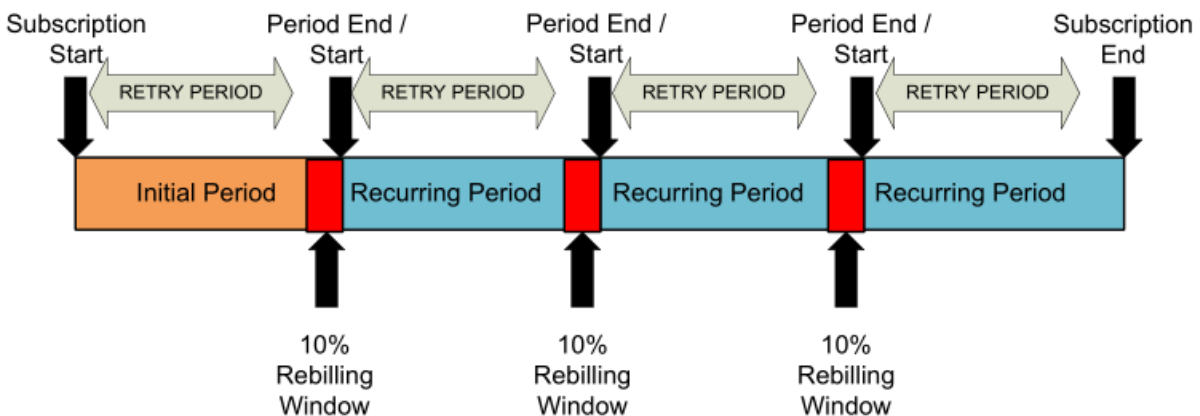 Subscription
Start
Period End /
Start
Period End /
Start
Period End /
Start
Subscription
End
RETRY PERIOD
RETRY PERIOD
RETRY PERIOD
RETRY PERIOD
Initial Period
Recurring Period
Recurring Period
Recurring Period
10%
Rebilling
Window
10%
Rebilling
Window
10%
Rebilling
Window